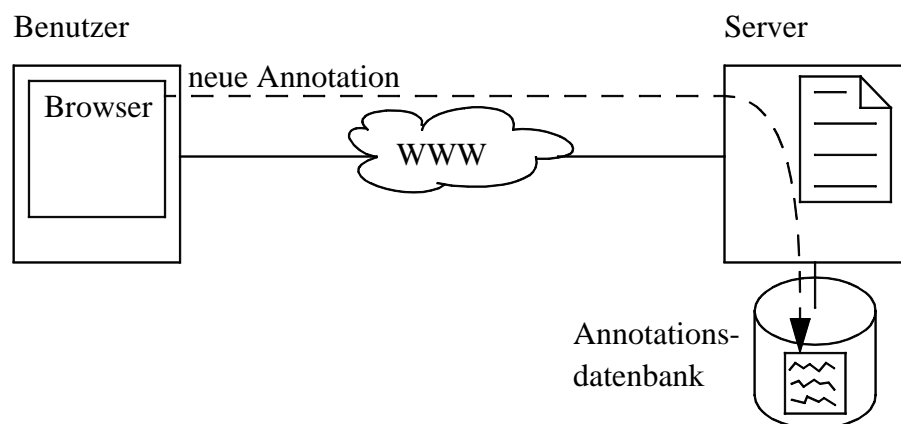 Benutzer
Server
neue Annotation
Browser
WWW
Annotations-
datenbank